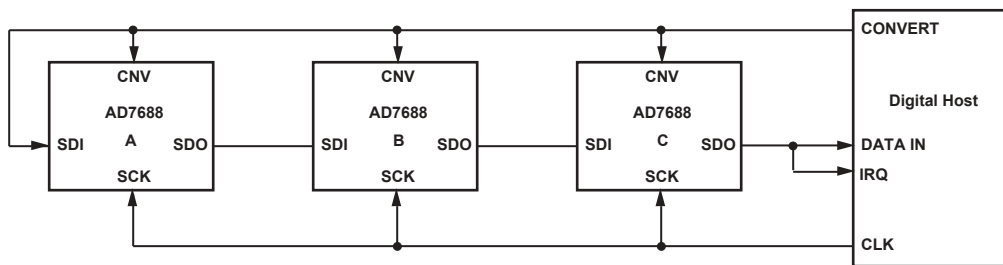 CONVERT
CNV CNV CNV
AD7688 AD7688 AD7688 Digital Host
SDI A SDO SDI B SDO SDI C SDO DATA IN
SCK SCK SCK IRQ
CLK